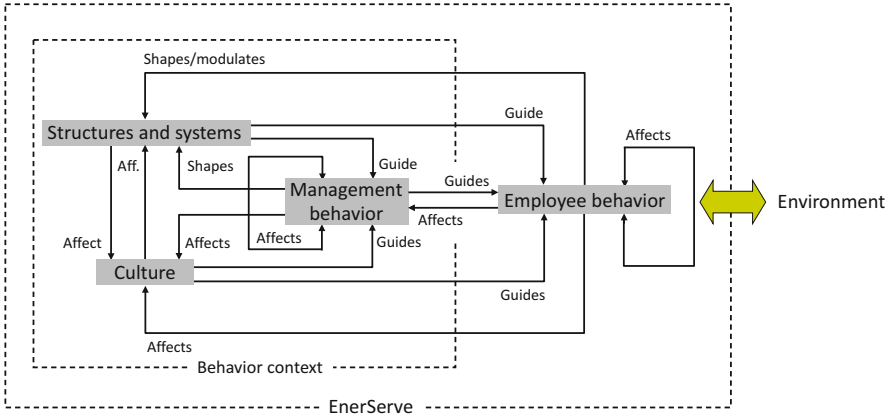 Shapes/modulates
Guide
Structures and systems
Affects
Aff.
Shapes
Guide
Management
behavior
Guides
Employee behavior
Environment
Affects
Affect
Affects
Affects
Guides
Culture
Guides
Affects
Behavior context
EnerServe